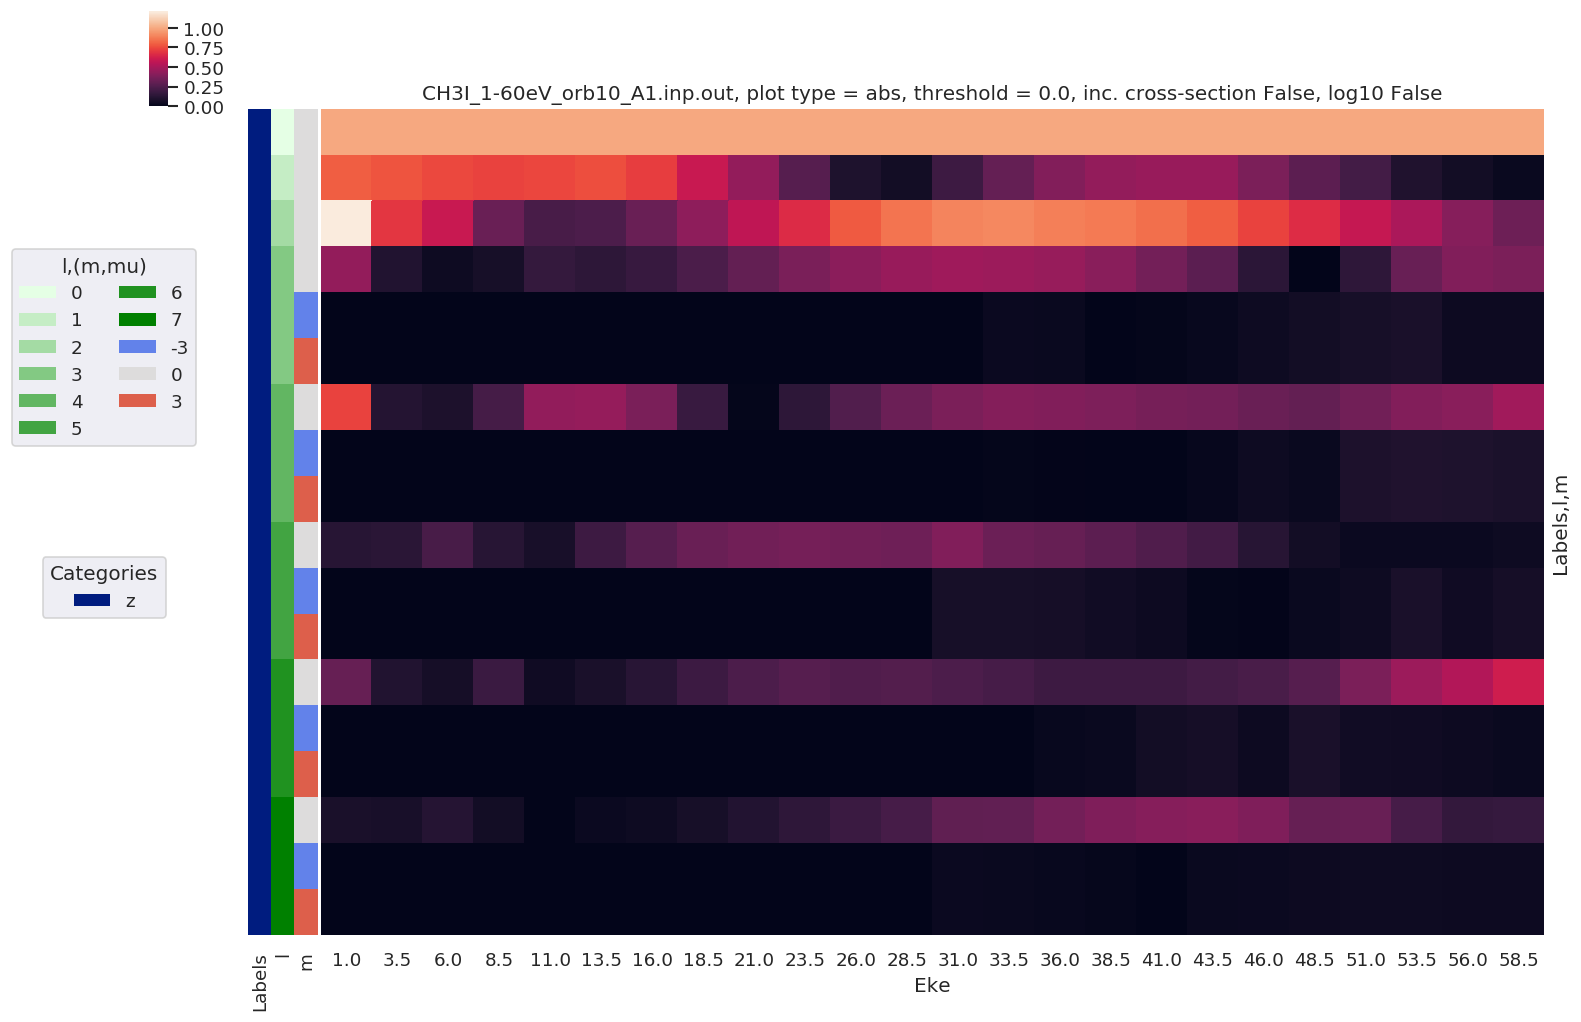 1.00
0.75
0.50
0.25
0.00
CH3I_1-60eV_orb10_A1.inp.out, plot type = abs, threshold = 0.0, inc. cross-section False, log10 False
l,(m,mu)
0 6
1 7
2 -3
3 0
4 3
5
Categories
z
Labels,l,m
Labels l m 1.0 3.5 6.0 8.5 11.0 13.5 16.0 18.5 21.0 23.5 26.0 28.5 31.0 33.5 36.0 38.5 41.0 43.5 46.0 48.5 51.0 53.5 56.0 58.5
Eke